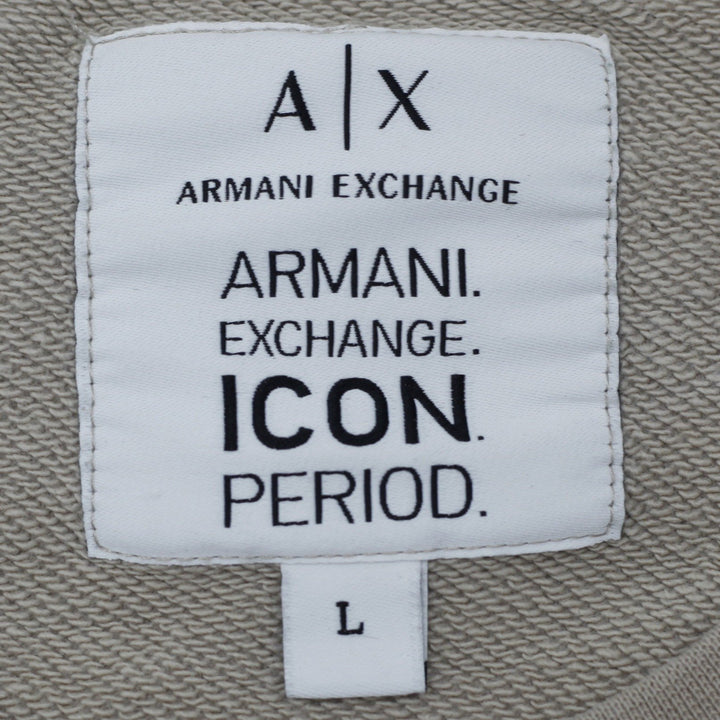 A|X
ARMANI EXCHANGE
ARMANI.
EXCHANGE.
ICON.
PERIOD.
L